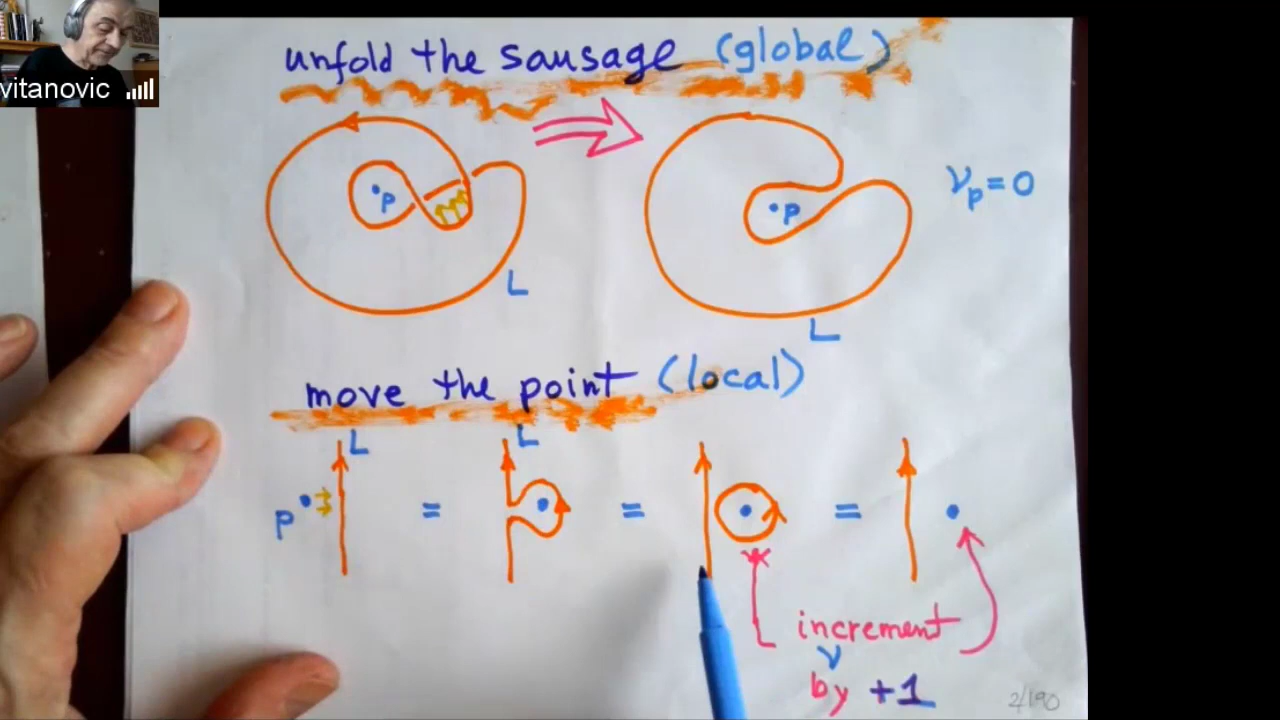 vitanovic
unfold the sausage (global)
p
p
ν_p = 0
L
L
move the point (local)
L
L
p
=
=
=
increment
ν
by +1
2/190